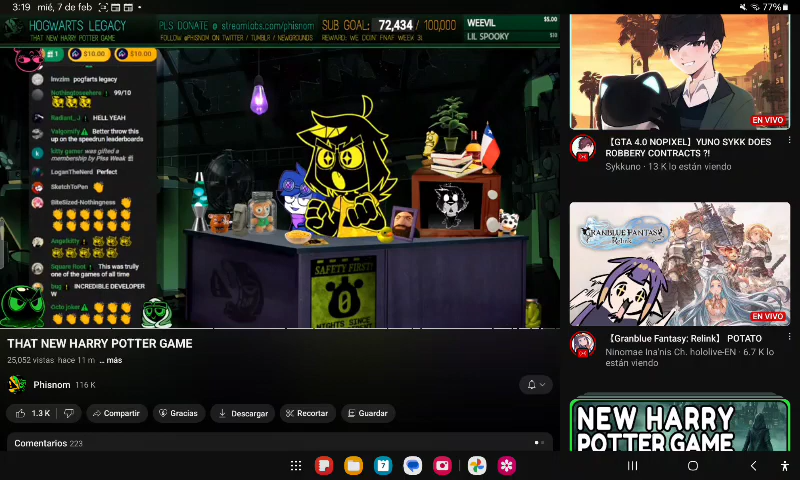 3:19 mié, 7 de feb
77%
HOGWARTS LEGACY
THAT NEW HARRY POTTER GAME
PLS DONATE @ streamlabs.com/phisnom
FOLLOW @PHISNOM ON TWITTER / TUMBLR / NEWGROUNDS
SUB GOAL: 72,434 / 100,000
REWARD: WE DOIN' FNAF WEEK 3!
WEEVIL $5.00
LIL SPOOKY
1 $10.00 $10.00
Invzim pogfarts legacy
99/10
HELL YEAH
Valgomify Better throw this
up on the speedrun leaderboards
kitty gamer was gifted a
membership by Piss Weak
LoganTheNerd Perfect
SketchToPen
BiteSized-Nothingness
Angelkitty
Square Root This was trully
one of the games of all time
bug INCREDIBLE DEVELOPER
W
Octo joker
SAFETY FIRST!
0
NIGHTS SINCE
THAT NEW HARRY POTTER GAME
25,052 vistas hace 11 m ... más
Phisnom 116 K
1.3 K
Compartir
Gracias
Descargar
Recortar
Guardar
Comentarios 223
EN VIVO
【GTA 4.0 NOPIXEL】 YUNO SYKK DOES
ROBBERY CONTRACTS ?!
Sykkuno · 13 K lo están viendo
GRANBLUE FANTASY
Relink
EN VIVO
【Granblue Fantasy: Relink】 POTATO
Ninomae Ina'nis Ch. hololive-EN · 6.7 K lo
están viendo
NEW HARRY
POTTER GAME
7